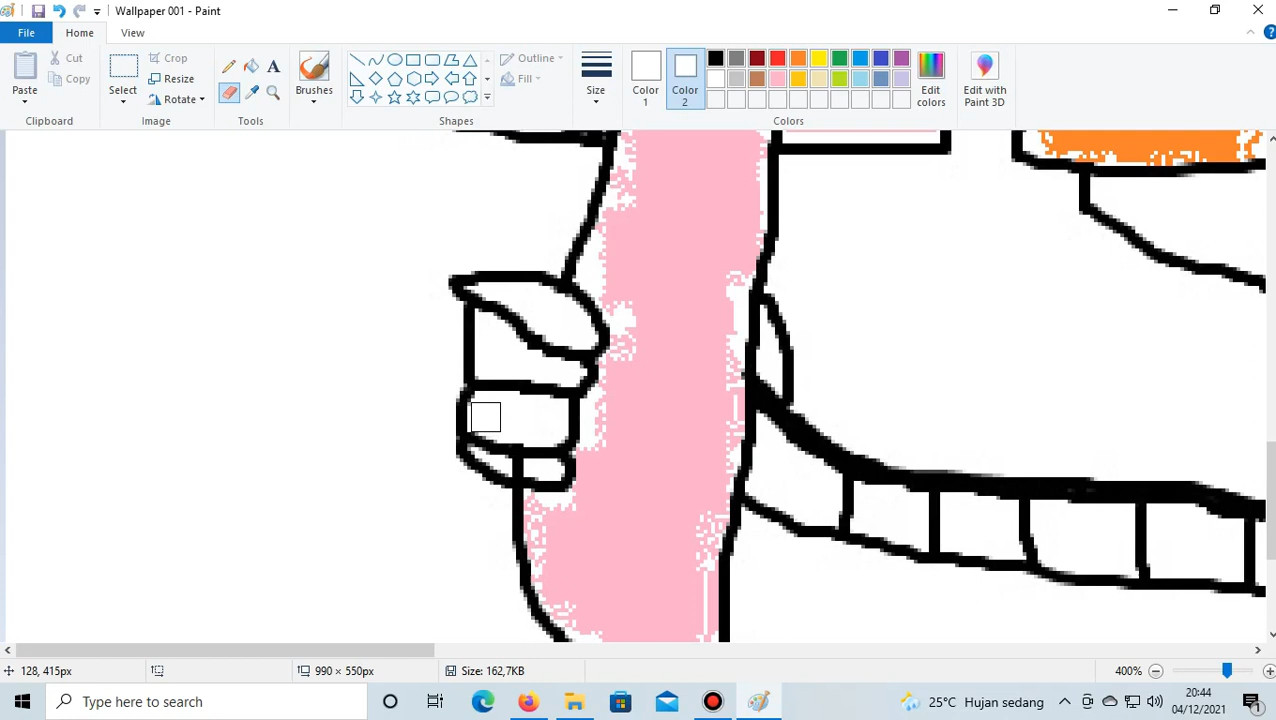 Wallpaper 001 - Paint
File
Home
View
Cut
Copy
Paste
Clipboard
Crop
Resize
Rotate
Select
Image
A
Tools
Brushes
Outline
Fill
Shapes
Size
Color 1
Color 2
Edit colors
Colors
Edit with Paint 3D
128, 415px
990 × 550px
Size: 162,7KB
400%
Type here to search
25°C Hujan sedang
20:44
04/12/2021
1